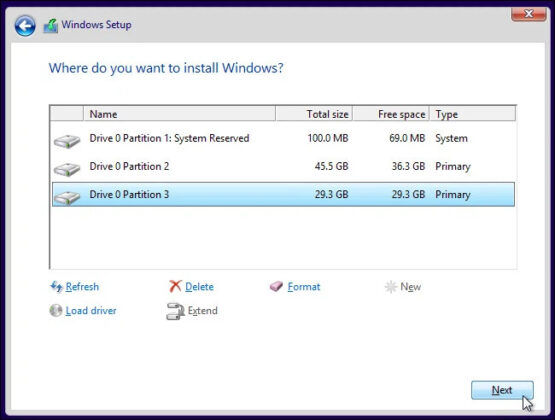 Windows Setup
Where do you want to install Windows?
Name Total size Free space Type
Drive 0 Partition 1: System Reserved 100.0 MB 69.0 MB System
Drive 0 Partition 2 45.5 GB 36.3 GB Primary
Drive 0 Partition 3 29.3 GB 29.3 GB Primary
Refresh Delete Format New
Load driver Extend
Next